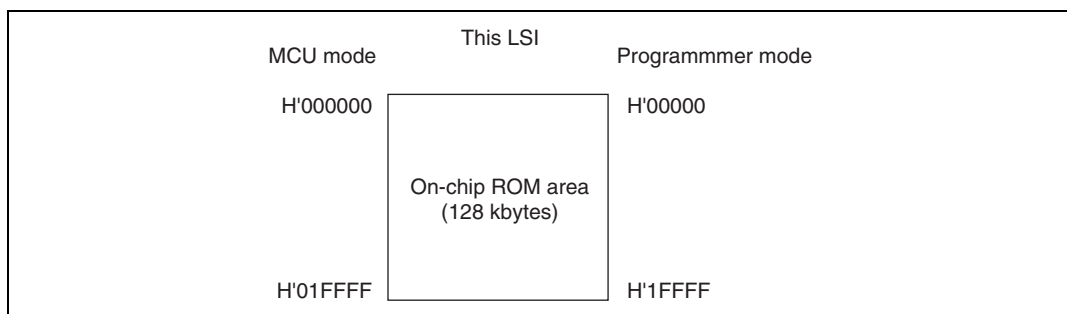 This LSI
MCU mode
Programmmer mode
H'000000
H'00000
On-chip ROM area
(128 kbytes)
H'01FFFF
H'1FFFF